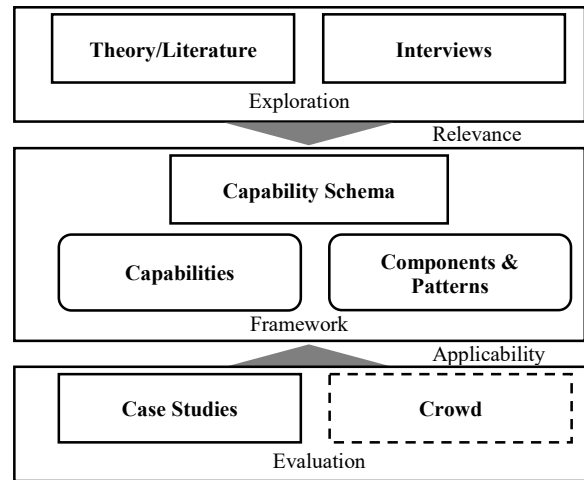 Theory/Literature
Interviews
Exploration
Relevance
Capability Schema
Capabilities
Components &
Patterns
Framework
Applicability
Case Studies
Crowd
Evaluation